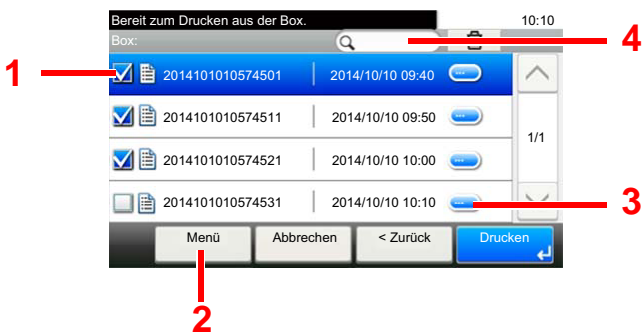 Bereit zum Drucken aus der Box. 10:10
Box: 4
1 2014101010574501 2014/10/10 09:40
2014101010574511 2014/10/10 09:50
1/1
2014101010574521 2014/10/10 10:00
2014101010574531 2014/10/10 10:10 3
Menü Abbrechen < Zurück Drucken
2